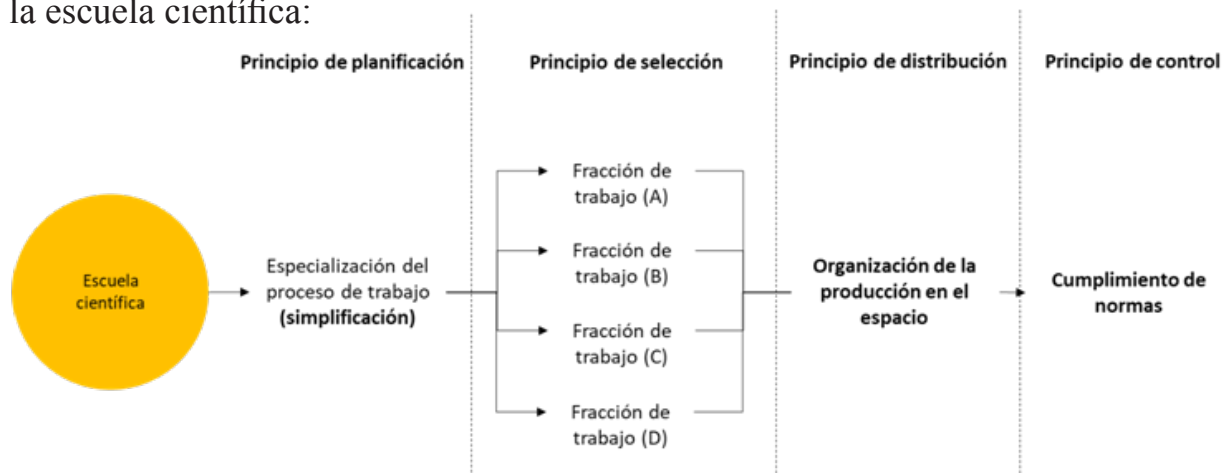 la escuela científica:
Principio de planificación
Principio de selección
Principio de distribución
Principio de control
Escuela
científica
Especialización del
proceso de trabajo
(simplificación)
Fracción de
trabajo (A)
Fracción de
trabajo (B)
Fracción de
trabajo (C)
Fracción de
trabajo (D)
Organización de la
producción en el
espacio
Cumplimiento de
normas